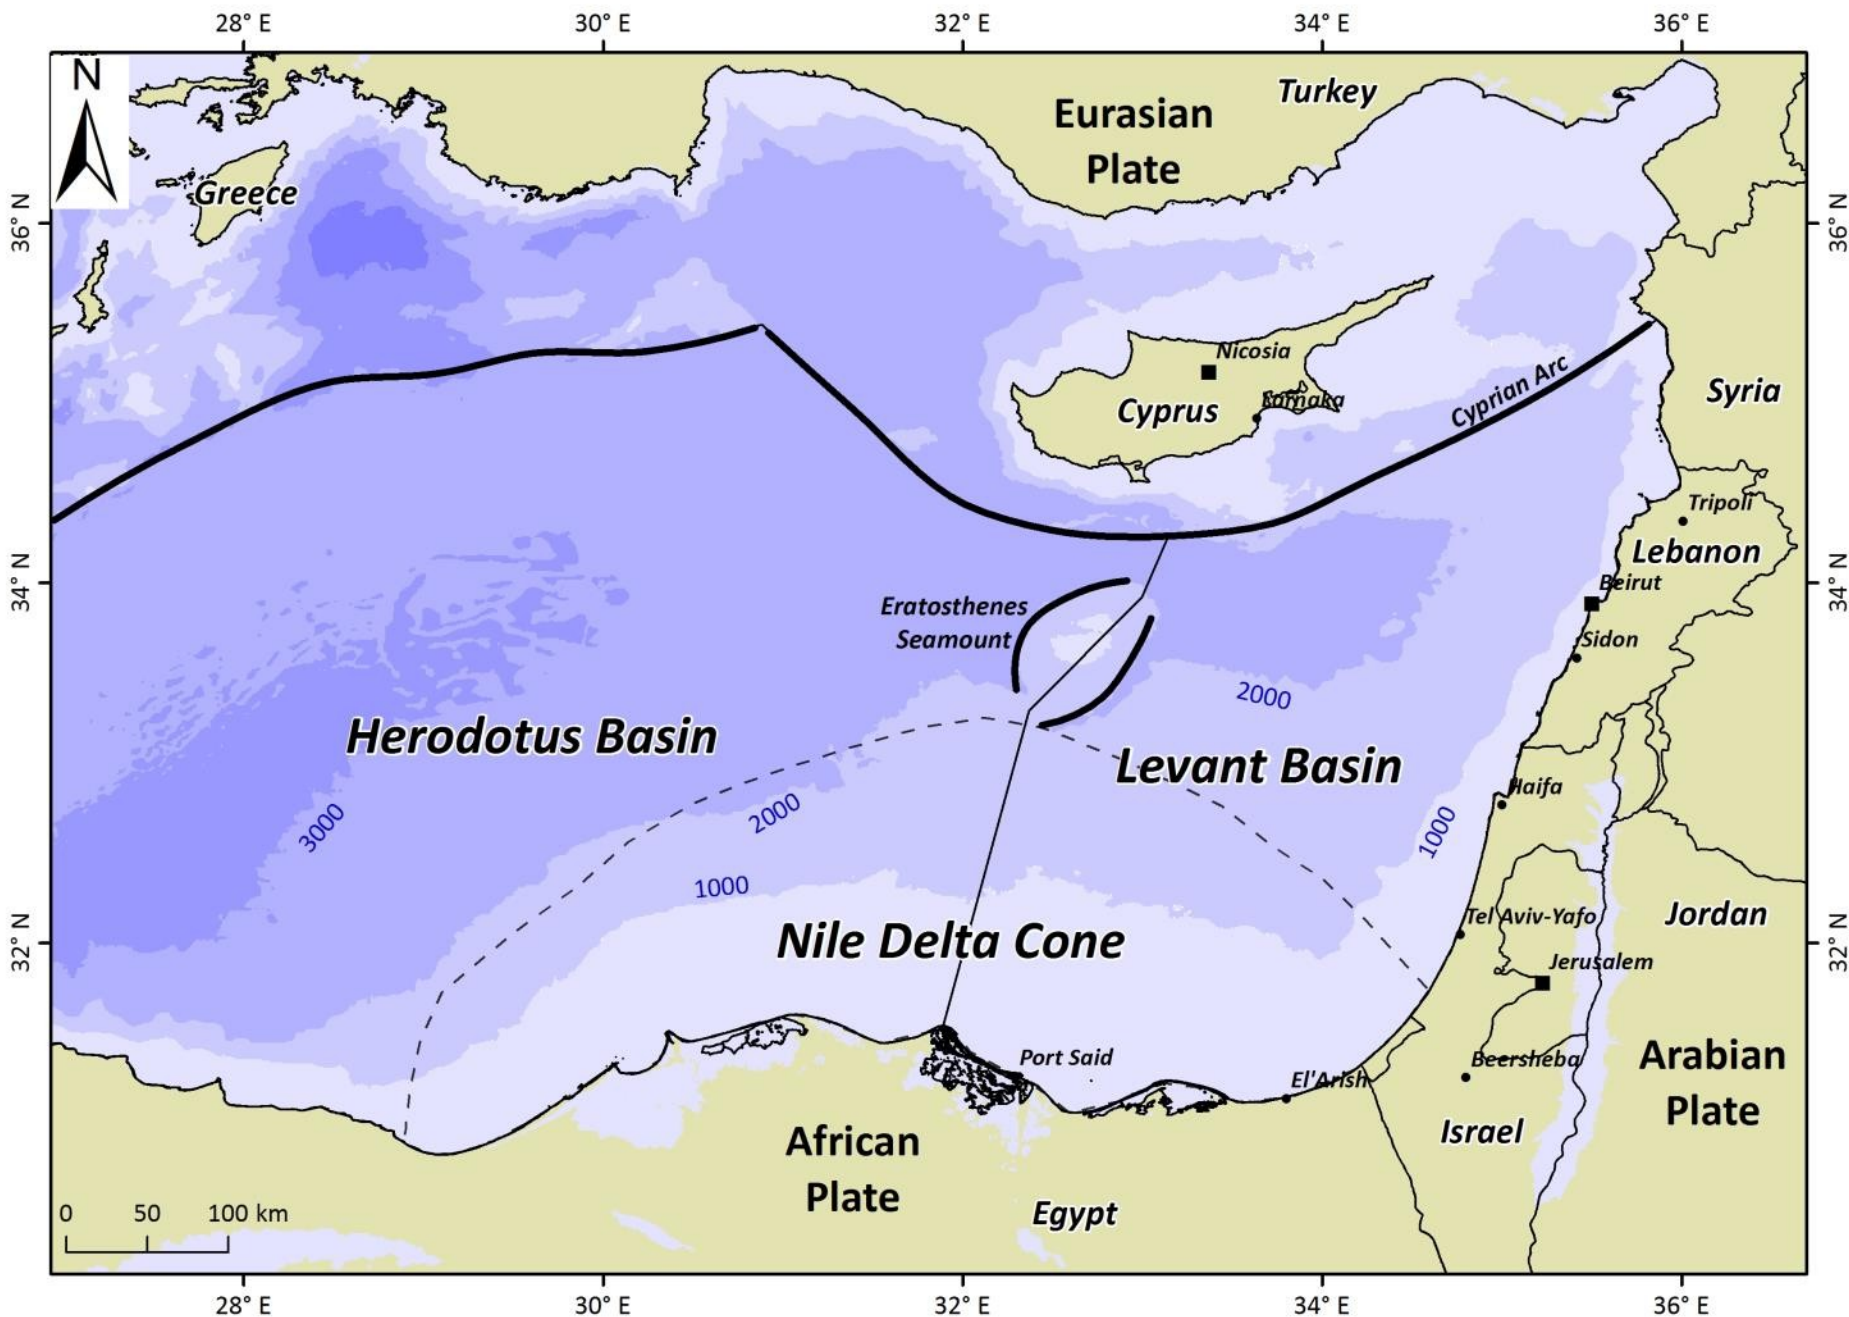 28° E
30° E
32° E
34° E
36° E
N
Turkey
Eurasian
Plate
Greece
36° N
36° N
Nicosia
Larnaka
Cyprus
Cyprian Arc
Syria
Tripoli
Lebanon
34° N
34° N
Beirut
Eratosthenes
Seamount
Sidon
2000
Herodotus Basin
Levant Basin
Haifa
3000
2000
1000
1000
Nile Delta Cone
Tel Aviv-Yafo
Jordan
32° N
32° N
Jerusalem
Port Said
El'Arish
Beersheba
Arabian
Plate
African
Plate
Israel
Egypt
0 50 100 km
28° E
30° E
32° E
34° E
36° E